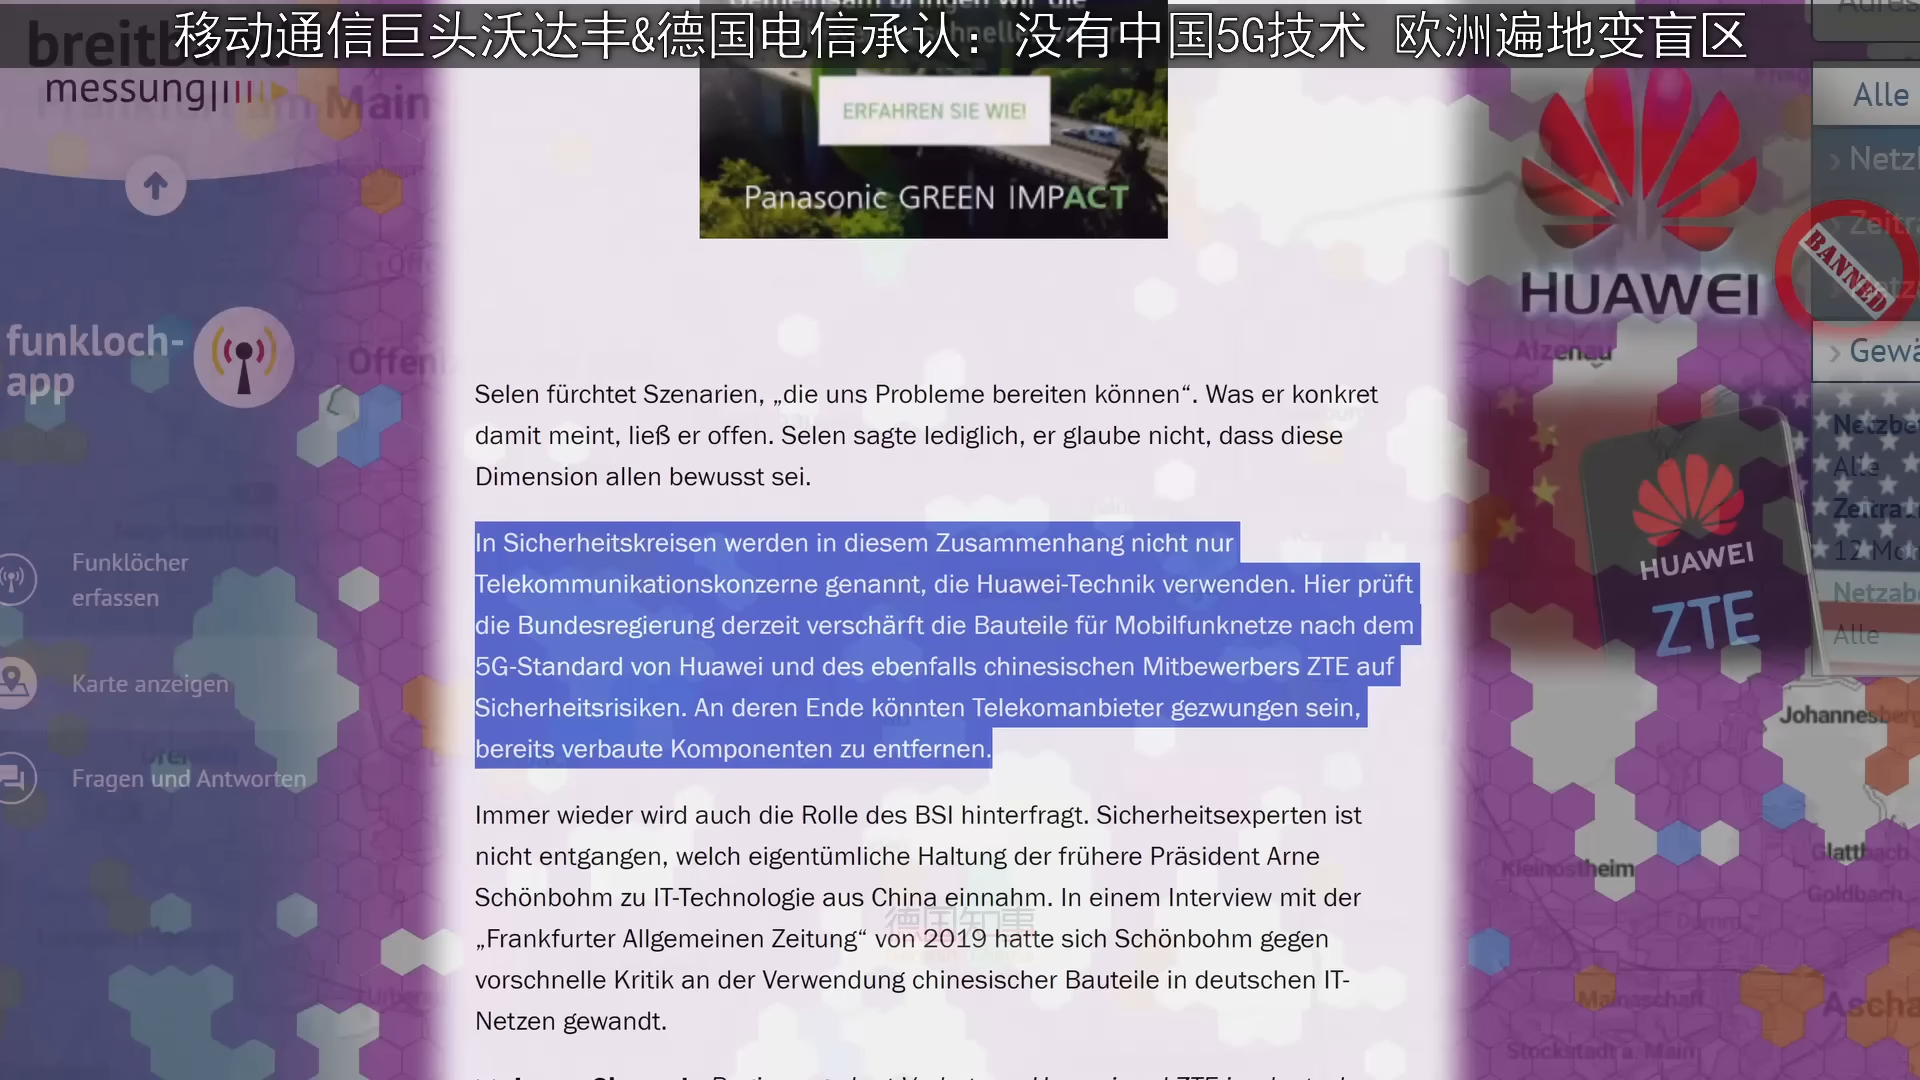 移动通信巨头沃达丰&德国电信承认：没有中国5G技术 欧洲遍地变盲区
breitband
messung
Alle
ERFAHREN SIE WIE!
Panasonic GREEN IMPACT
HUAWEI
BANNED
funkloch-
app
Alzenau
Selen fürchtet Szenarien, „die uns Probleme bereiten können“. Was er konkret
damit meint, ließ er offen. Selen sagte lediglich, er glaube nicht, dass diese
Dimension allen bewusst sei.
In Sicherheitskreisen werden in diesem Zusammenhang nicht nur
Telekommunikationskonzerne genannt, die Huawei-Technik verwenden. Hier prüft
die Bundesregierung derzeit verschärft die Bauteile für Mobilfunknetze nach dem
5G-Standard von Huawei und des ebenfalls chinesischen Mitbewerbers ZTE auf
Sicherheitsrisiken. An deren Ende könnten Telekomanbieter gezwungen sein,
bereits verbaute Komponenten zu entfernen.
Funklöcher
erfassen
Karte anzeigen
Fragen und Antworten
HUAWEI
ZTE
Alle
Immer wieder wird auch die Rolle des BSI hinterfragt. Sicherheitsexperten ist
nicht entgangen, welch eigentümliche Haltung der frühere Präsident Arne
Schönbohm zu IT-Technologie aus China einnahm. In einem Interview mit der
„Frankfurter Allgemeinen Zeitung“ von 2019 hatte sich Schönbohm gegen
vorschnelle Kritik an der Verwendung chinesischer Bauteile in deutschen IT-
Netzen gewandt.
德国知事
Johannesberg
Kleinostheim
Glattbach
Goldbach
Mainaschaff
Stockstadt a. Main